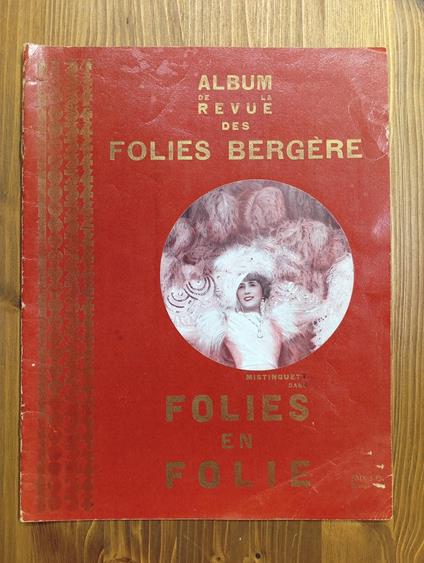 ALBUM
DE LA
REVUE
DES
FOLIES BERGÈRE
MISTINGUETT
DANS
FOLIES
EN
FOLIE